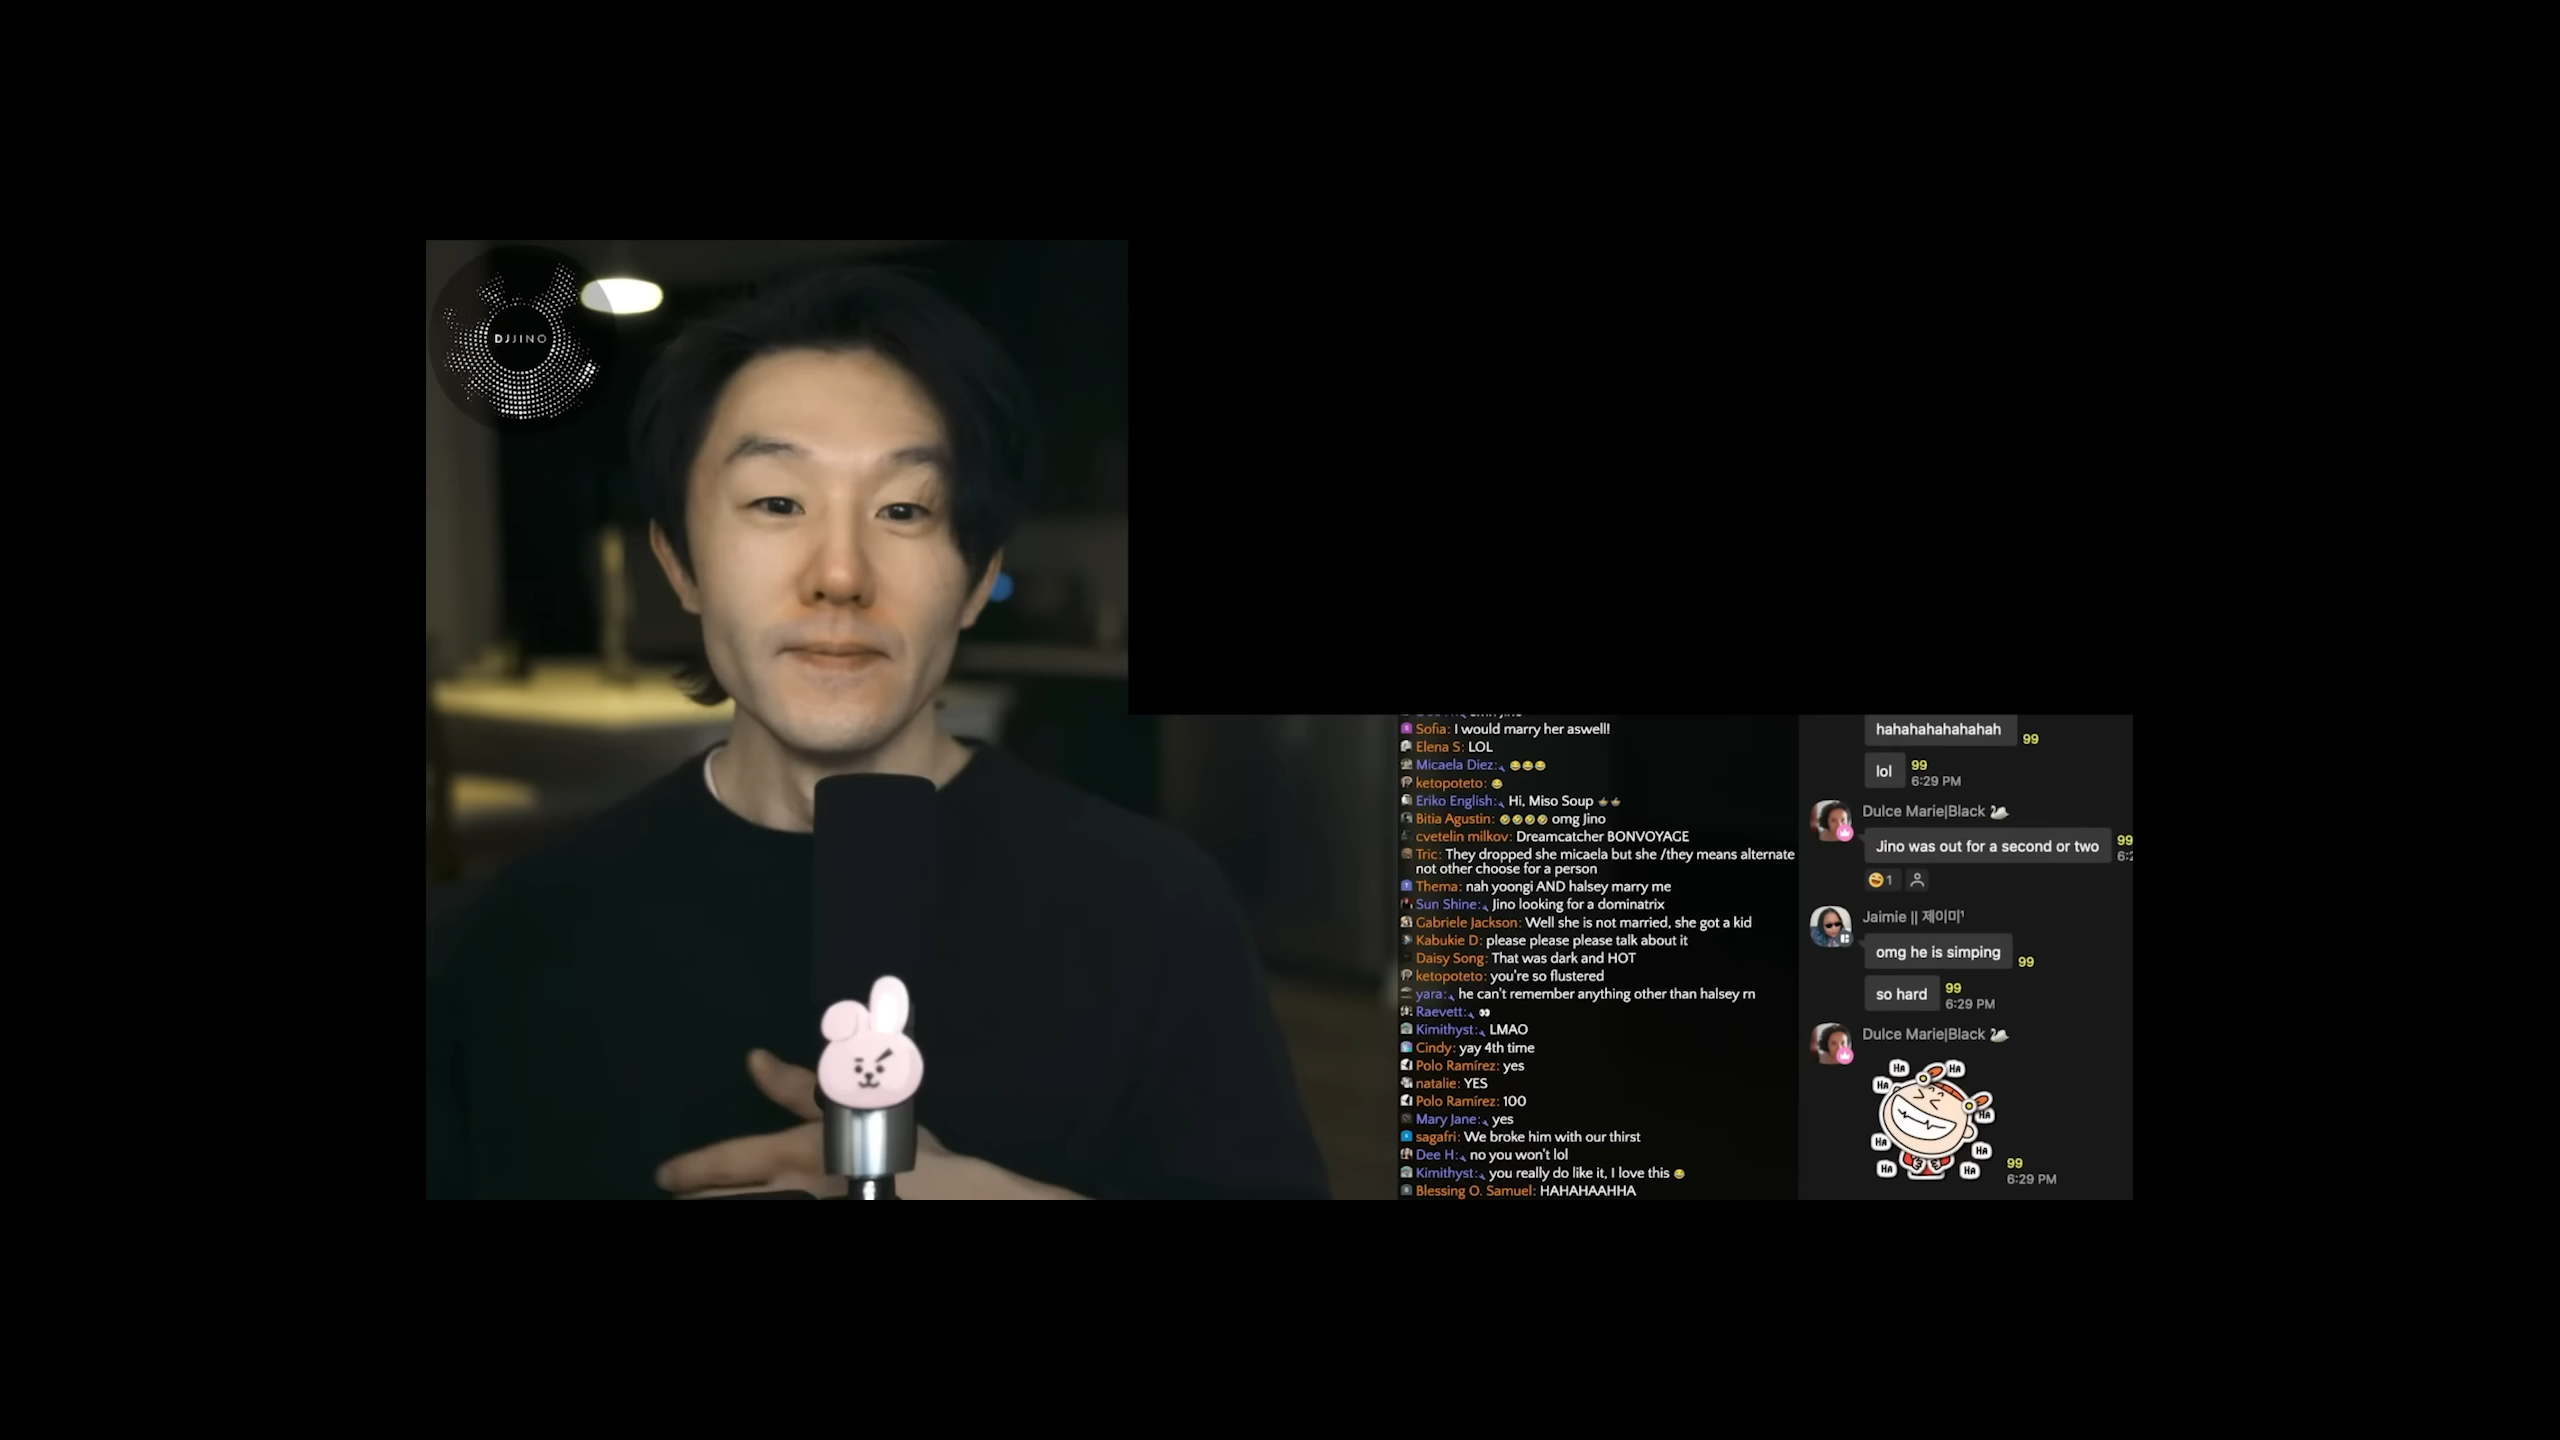 DJJINO
Sofia: I would marry her aswell!
Elena S: LOL
Micaela Diez: 😂😂😂
ketopoteto: 😂
Eriko English: Hi, Miso Soup
Bitia Agustin: 🤣🤣🤣🤣 omg Jino
cvetelin milkov: Dreamcatcher BONVOYAGE
Tric: They dropped she micaela but she /they means alternate
not other choose for a person
Thema: nah yoongi AND halsey marry me
Sun Shine: Jino looking for a dominatrix
Gabriele Jackson: Well she is not married, she got a kid
Kabukie D: please please please talk about it
Daisy Song: That was dark and HOT
ketopoteto: you're so flustered
yara: he can't remember anything other than halsey rn
Raevett: 👀
Kimithyst: LMAO
Cindy: yay 4th time
Polo Ramírez: yes
natalie: YES
Polo Ramírez: 100
Mary Jane: yes
sagafri: We broke him with our thirst
Dee H: no you won't lol
Kimithyst: you really do like it, I love this 😂
Blessing O. Samuel: HAHAHAAHHA
hahahahahahahah
99
lol
99
6:29 PM
Dulce Marie|Black 🦢
Jino was out for a second or two
99
1
Jaimie || 제이미¹
omg he is simping
99
so hard
99
6:29 PM
Dulce Marie|Black 🦢
HA HA
HA
HA
HA HA
HA HA
99
6:29 PM